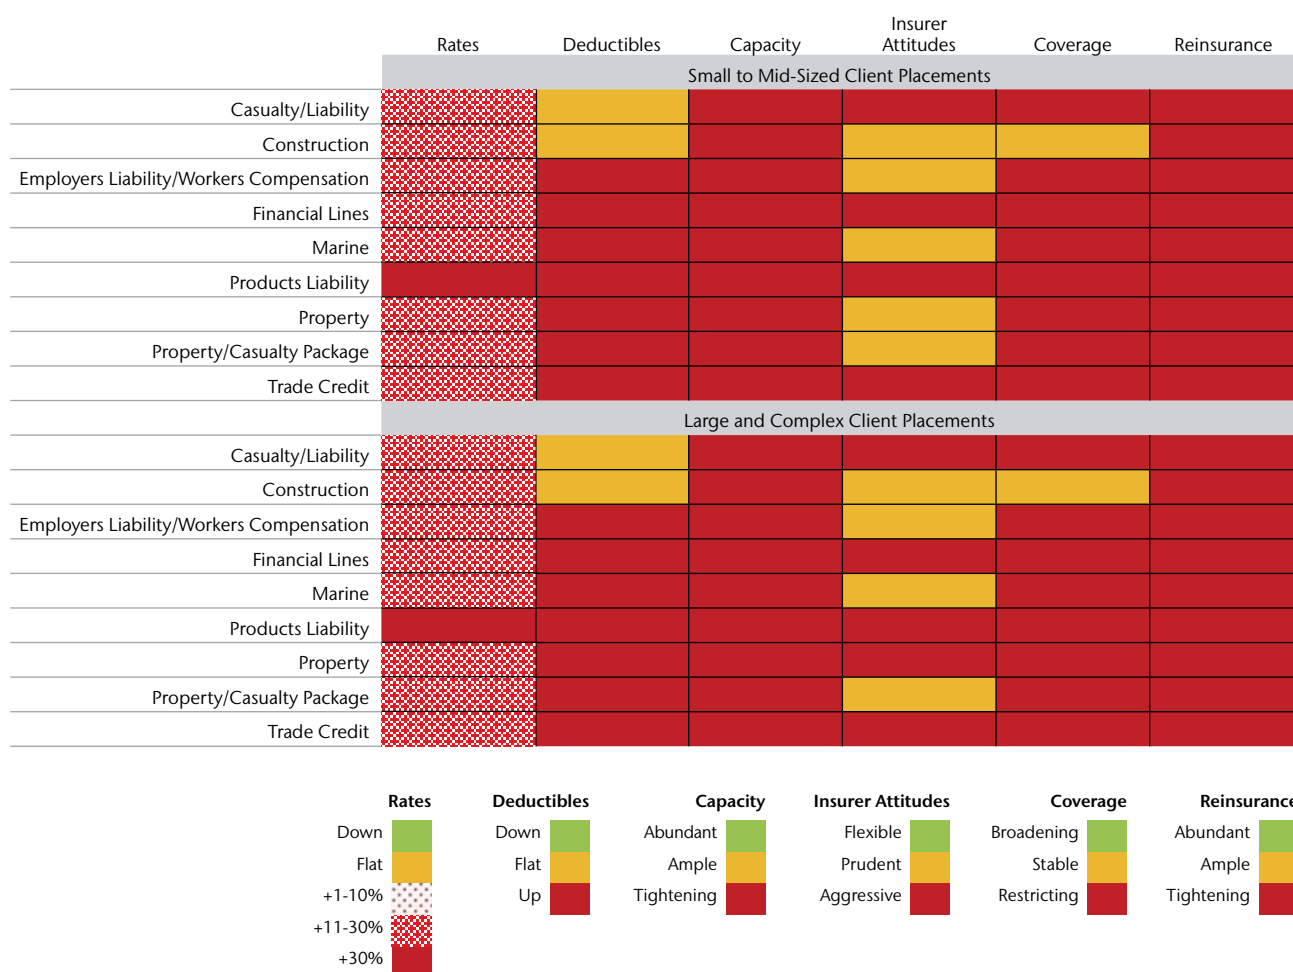 Rates Deductibles Capacity Insurer Attitudes Coverage Reinsurance
Small to Mid-Sized Client Placements
Casualty/Liability
Construction
Employers Liability/Workers Compensation
Financial Lines
Marine
Products Liability
Property
Property/Casualty Package
Trade Credit
Large and Complex Client Placements
Casualty/Liability
Construction
Employers Liability/Workers Compensation
Financial Lines
Marine
Products Liability
Property
Property/Casualty Package
Trade Credit
Rates Deductibles Capacity Insurer Attitudes Coverage Reinsurance
Down Down Abundant Flexible Broadening Abundant
Flat Flat Ample Prudent Stable Ample
+1-10% Up Tightening Aggressive Restricting Tightening
+11-30%
+30%